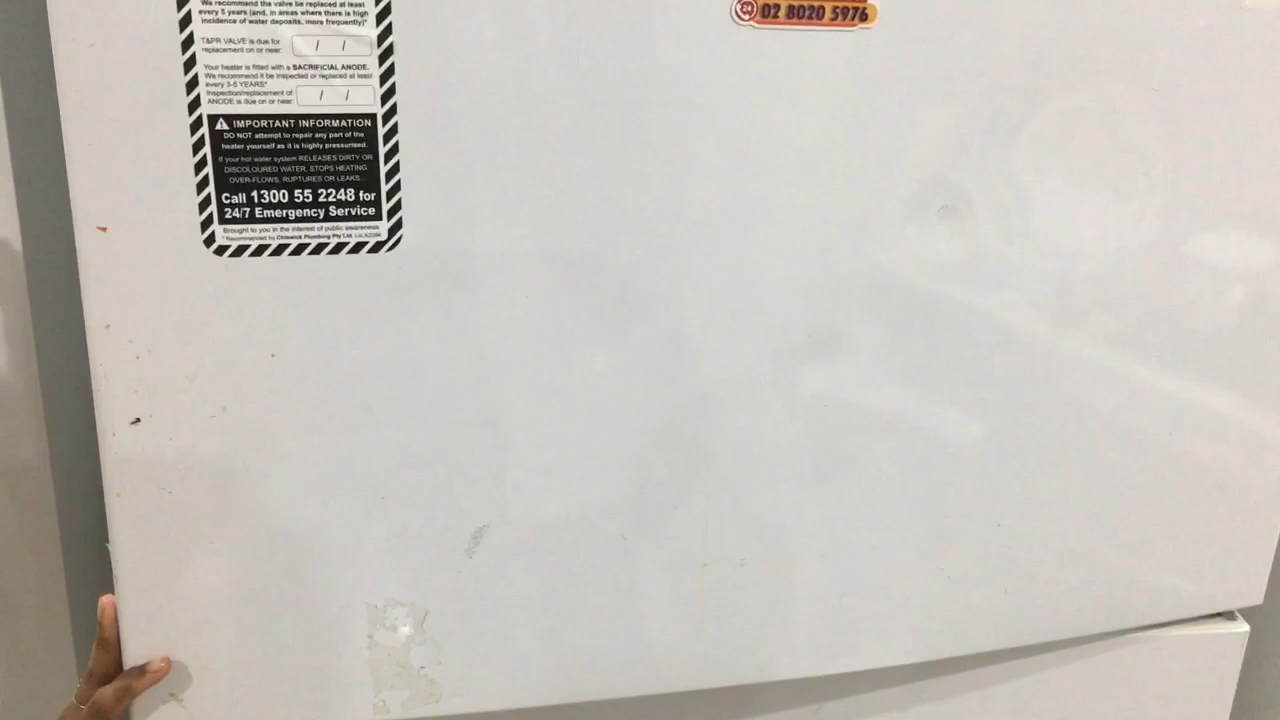 We recommend the valve be replaced at least
every 5 years (and, in areas where there is high
incidence of water deposits, more frequently)*
T&PR VALVE is due for
replacement on or near: / /
Your heater is fitted with a SACRIFICIAL ANODE.
We recommend it be inspected or replaced at least
every 3-5 YEARS*
Inspection/replacement of
ANODE is due on or near: / /
IMPORTANT INFORMATION
DO NOT attempt to repair any part of the
heater yourself as it is highly pressurised.
If your hot water system RELEASES DIRTY OR
DISCOLOURED WATER, STOPS HEATING,
OVER-FLOWS, RUPTURES OR LEAKS...
Call 1300 55 2248 for
24/7 Emergency Service
Brought to you in the interest of public awareness
* Recommended by Chiswick Plumbing Pty Ltd.
24 02 8020 5976